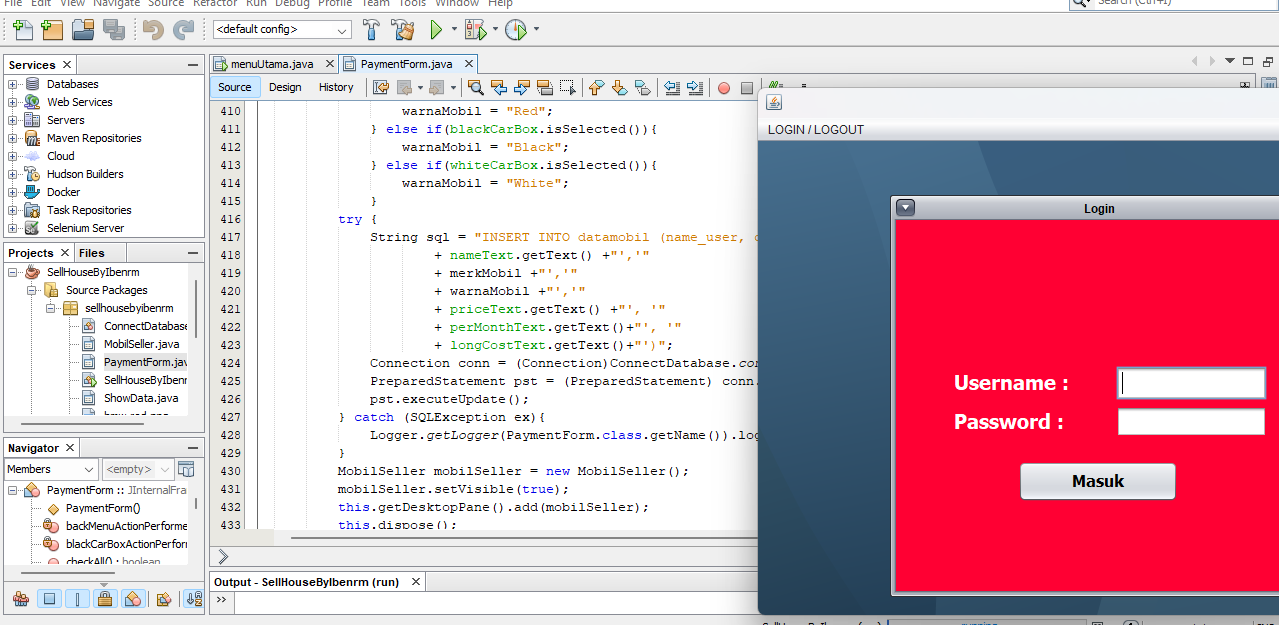 File Edit View Navigate Source Refactor Run Debug Profile Team Tools Window Help
Search (Ctrl+I)
<default config>
Services
Databases
Web Services
Servers
Maven Repositories
Cloud
Hudson Builders
Docker
Task Repositories
Selenium Server
Projects Files
SellHouseByIbenrm
Source Packages
sellhousebyibenrm
ConnectDatabase
MobilSeller.java
PaymentForm.jav
SellHouseByIbenr
ShowData.java
Navigator
Members <empty>
PaymentForm :: JInternalFra
PaymentForm()
backMenuActionPerforme
blackCarBoxActionPerfor
checkAll() : boolean
menuUtama.java PaymentForm.java
Source Design History
410 warnaMobil = "Red";
411 } else if(blackCarBox.isSelected()){
412 warnaMobil = "Black";
413 } else if(whiteCarBox.isSelected()){
414 warnaMobil = "White";
415 }
416 try {
417 String sql = "INSERT INTO datamobil (name_user,
418 + nameText.getText() +"','"
419 + merkMobil +"','"
420 + warnaMobil +"','"
421 + priceText.getText() +"', '"
422 + perMonthText.getText()+"', '"
423 + longCostText.getText()+"')";
424 Connection conn = (Connection)ConnectDatabase.con
425 PreparedStatement pst = (PreparedStatement) conn.
426 pst.executeUpdate();
427 } catch (SQLException ex){
428 Logger.getLogger(PaymentForm.class.getName()).log
429 }
430 MobilSeller mobilSeller = new MobilSeller();
431 mobilSeller.setVisible(true);
432 this.getDesktopPane().add(mobilSeller);
433 this.dispose();
Output - SellHouseByIbenrm (run)
LOGIN / LOGOUT
Login
Username :
Password :
Masuk
running...